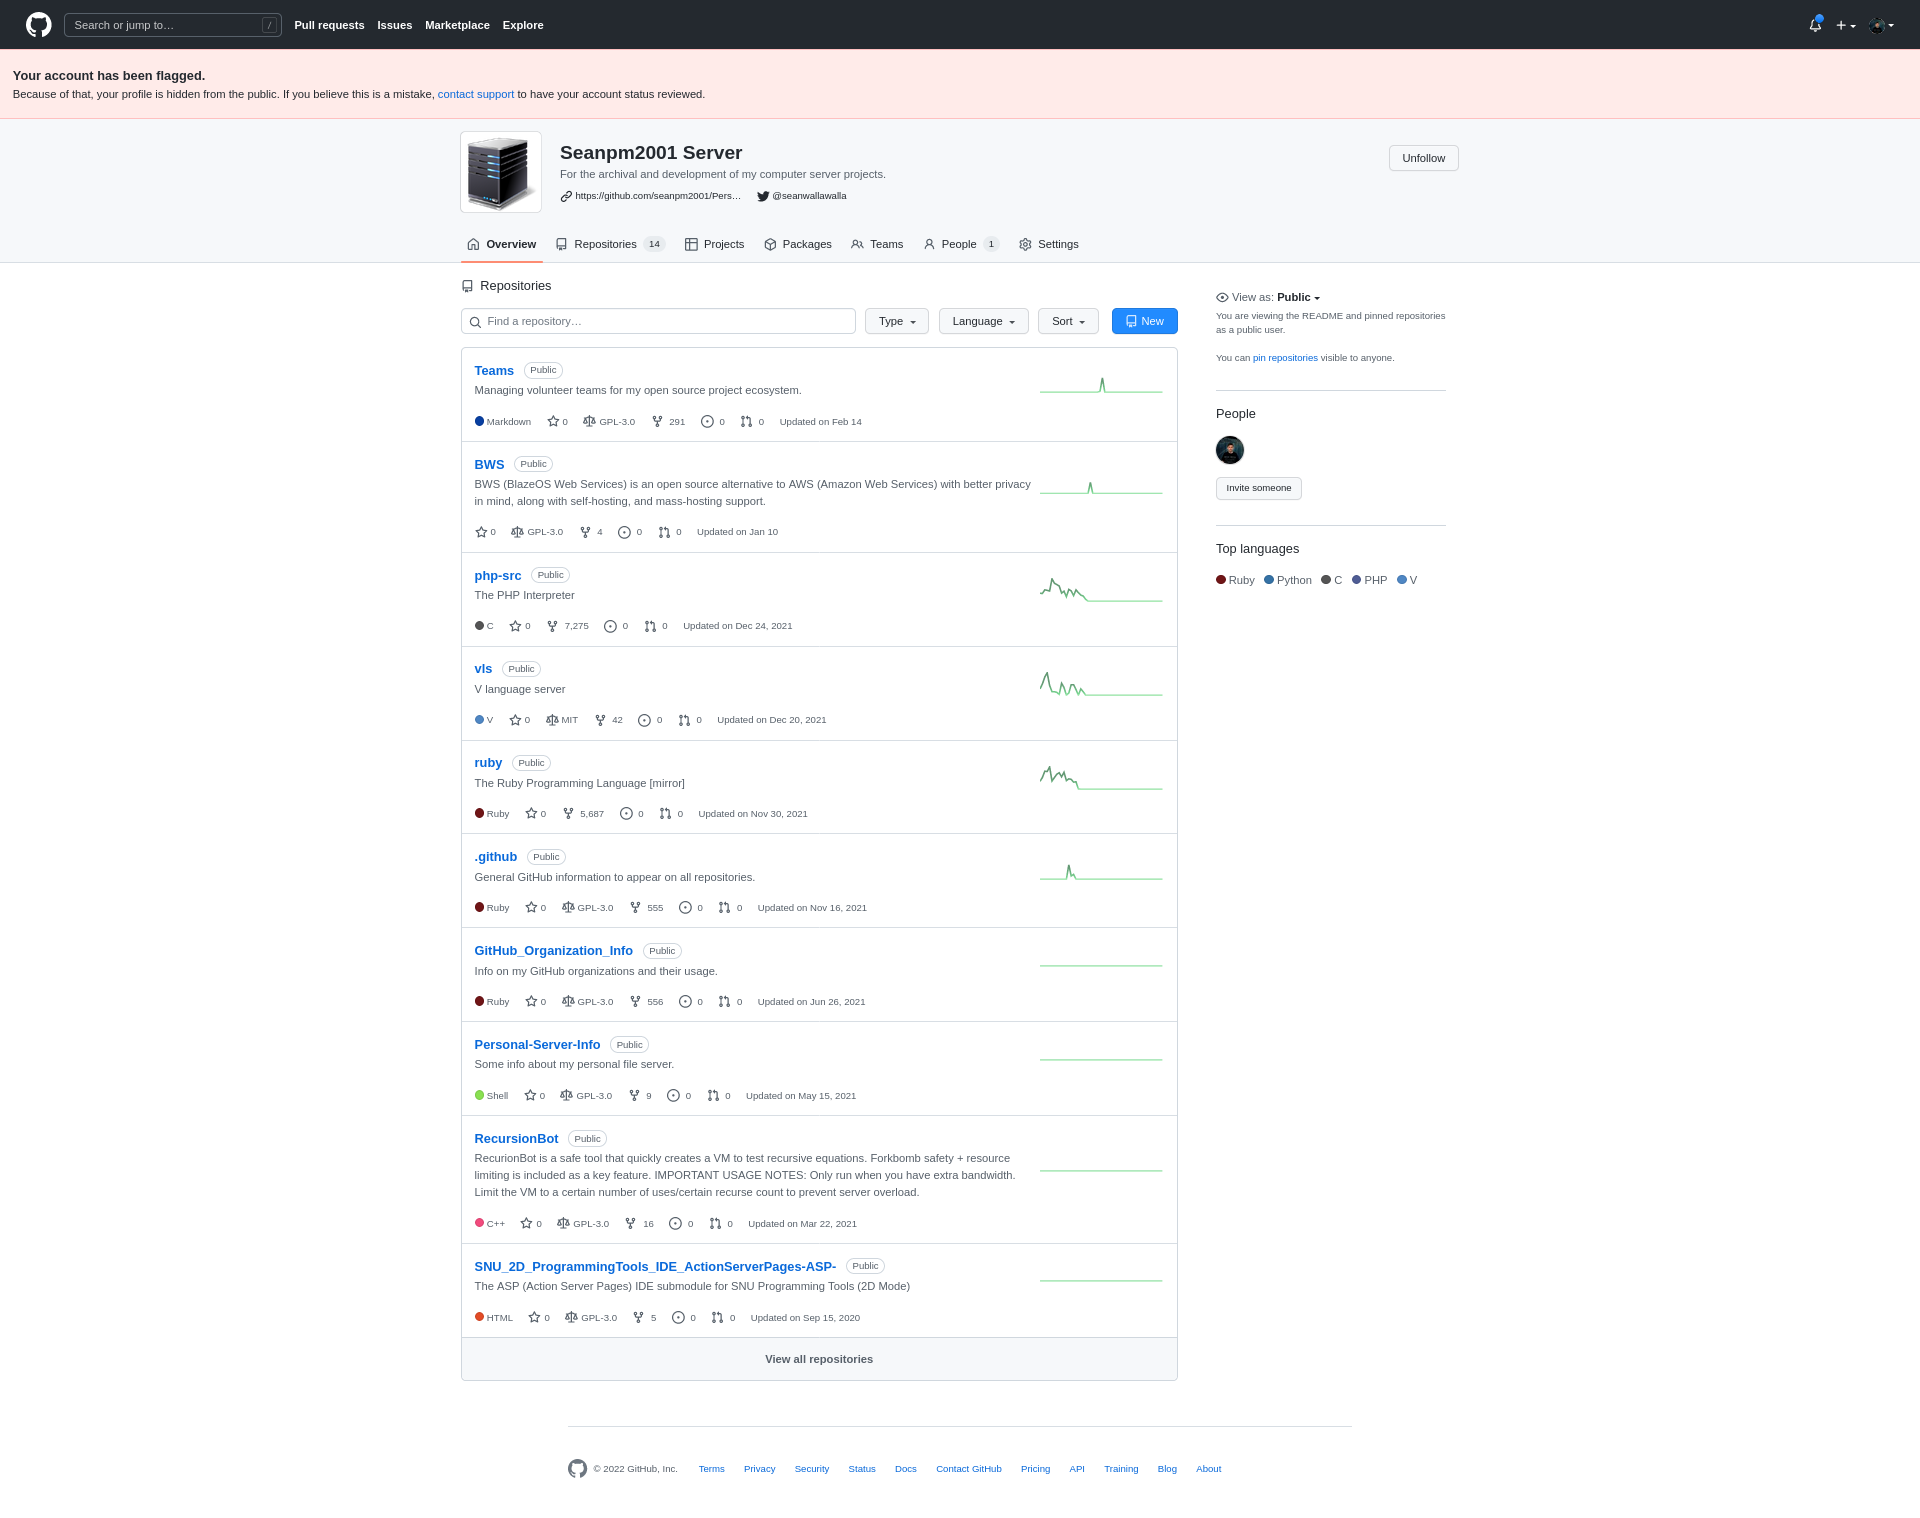 Search or jump to… /
Pull requests Issues Marketplace Explore
Your account has been flagged.
Because of that, your profile is hidden from the public. If you believe this is a mistake, contact support to have your account status reviewed.
Seanpm2001 Server
For the archival and development of my computer server projects.
https://github.com/seanpm2001/Pers… @seanwallawalla
Unfollow
Overview Repositories 14 Projects Packages Teams People 1 Settings
Repositories
Find a repository… Type Language Sort New
Teams Public
Managing volunteer teams for my open source project ecosystem.
Markdown 0 GPL-3.0 291 0 0 Updated on Feb 14
BWS Public
BWS (BlazeOS Web Services) is an open source alternative to AWS (Amazon Web Services) with better privacy
in mind, along with self-hosting, and mass-hosting support.
0 GPL-3.0 4 0 0 Updated on Jan 10
php-src Public
The PHP Interpreter
C 0 7,275 0 0 Updated on Dec 24, 2021
vls Public
V language server
V 0 MIT 42 0 0 Updated on Dec 20, 2021
ruby Public
The Ruby Programming Language [mirror]
Ruby 0 5,687 0 0 Updated on Nov 30, 2021
.github Public
General GitHub information to appear on all repositories.
Ruby 0 GPL-3.0 555 0 0 Updated on Nov 16, 2021
GitHub_Organization_Info Public
Info on my GitHub organizations and their usage.
Ruby 0 GPL-3.0 556 0 0 Updated on Jun 26, 2021
Personal-Server-Info Public
Some info about my personal file server.
Shell 0 GPL-3.0 9 0 0 Updated on May 15, 2021
RecursionBot Public
RecurionBot is a safe tool that quickly creates a VM to test recursive equations. Forkbomb safety + resource
limiting is included as a key feature. IMPORTANT USAGE NOTES: Only run when you have extra bandwidth.
Limit the VM to a certain number of uses/certain recurse count to prevent server overload.
C++ 0 GPL-3.0 16 0 0 Updated on Mar 22, 2021
SNU_2D_ProgrammingTools_IDE_ActionServerPages-ASP- Public
The ASP (Action Server Pages) IDE submodule for SNU Programming Tools (2D Mode)
HTML 0 GPL-3.0 5 0 0 Updated on Sep 15, 2020
View all repositories
View as: Public
You are viewing the README and pinned repositories
as a public user.
You can pin repositories visible to anyone.
People
Invite someone
Top languages
Ruby Python C PHP V
© 2022 GitHub, Inc. Terms Privacy Security Status Docs Contact GitHub Pricing API Training Blog About